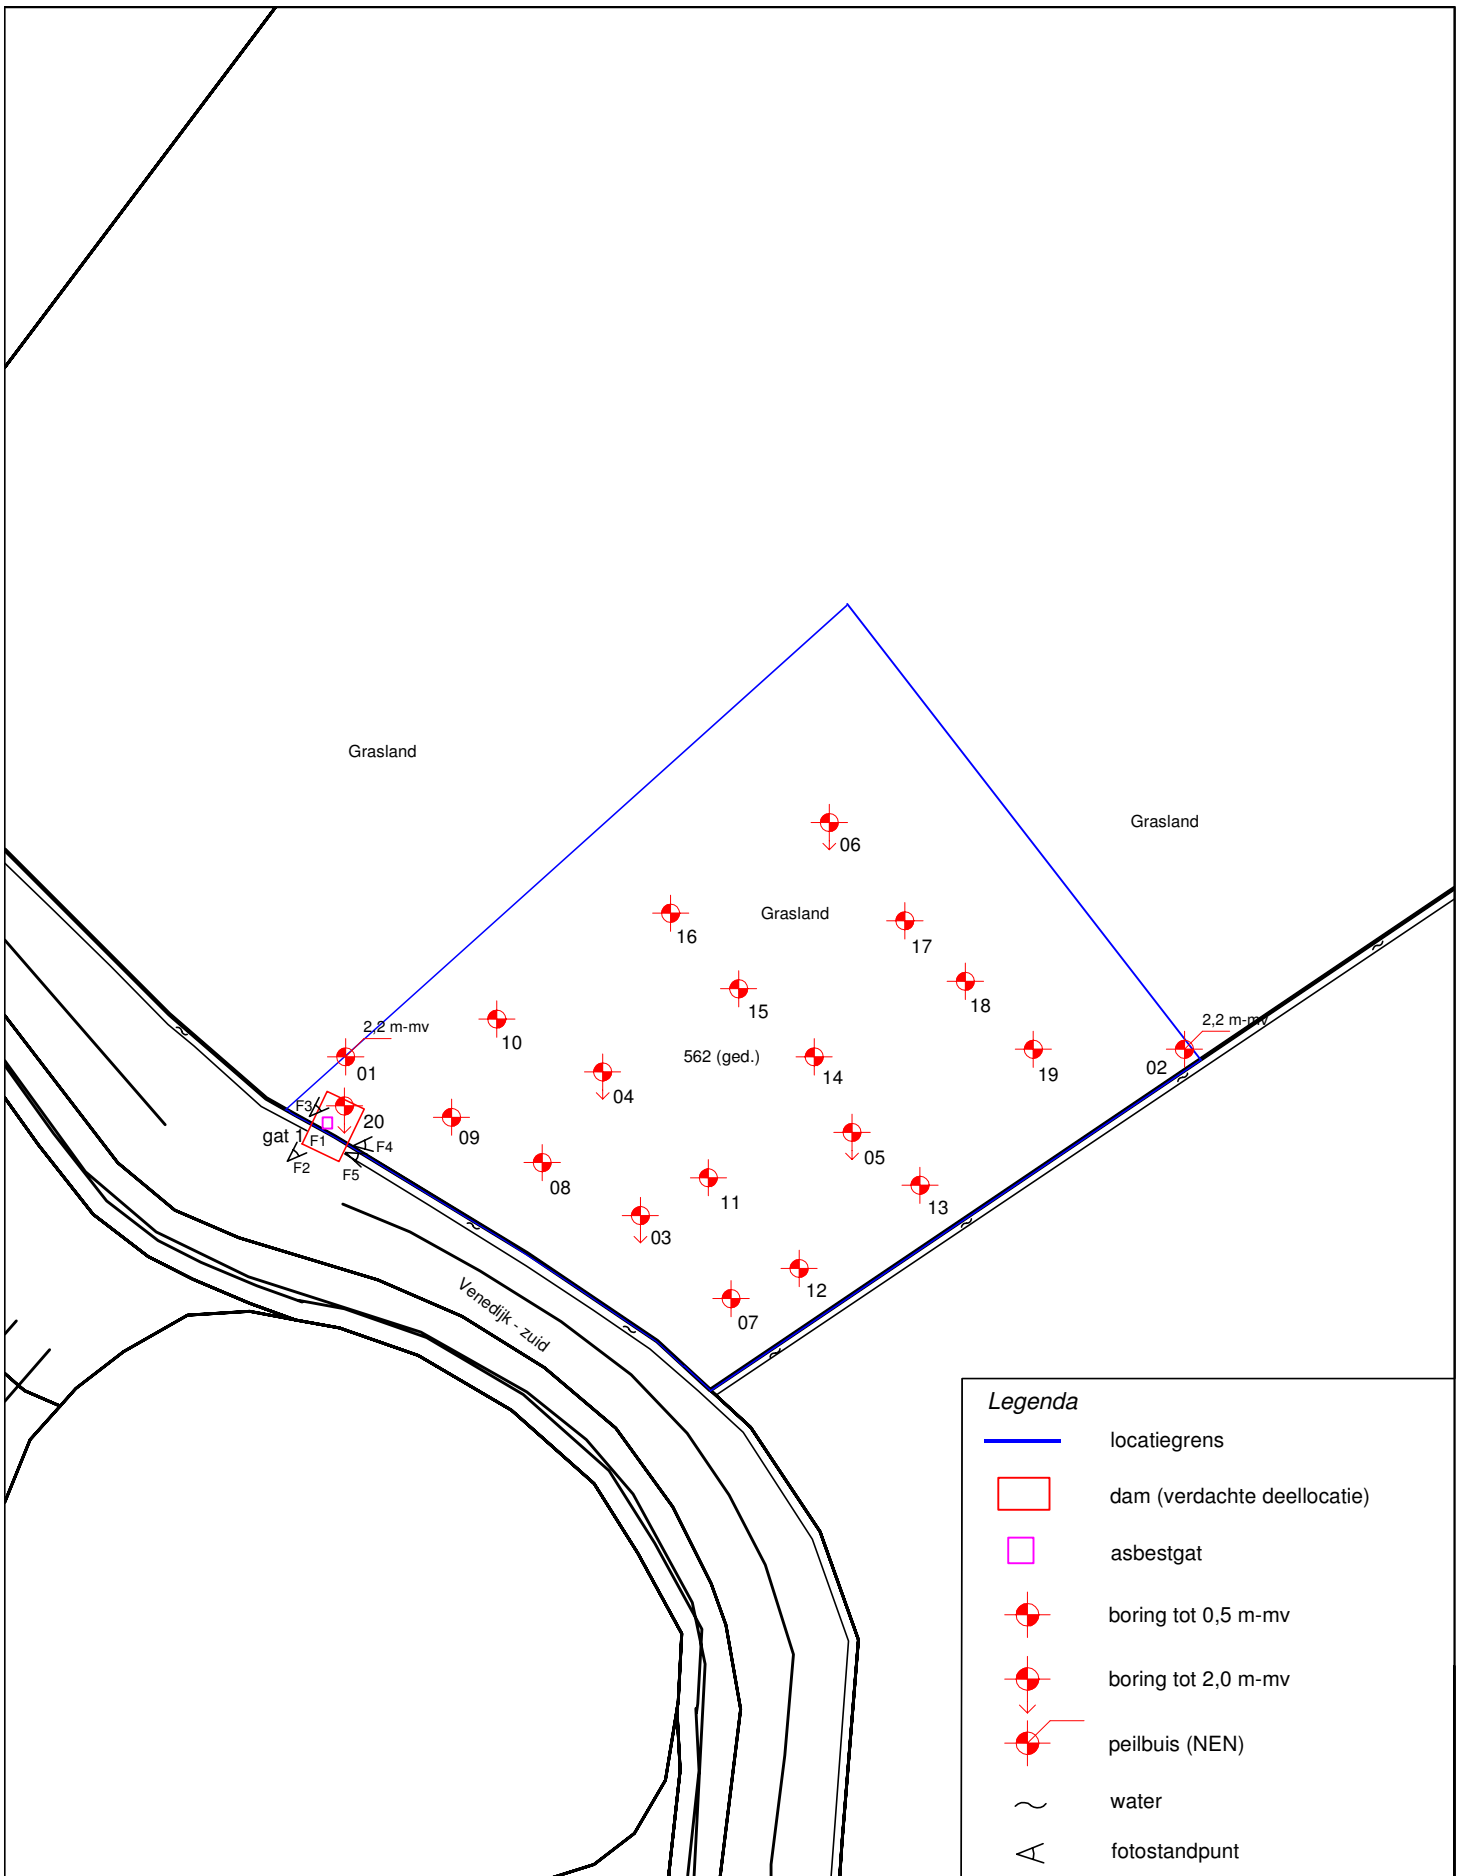 Grasland
Grasland
06
Grasland
16
17
15
18
2,2 m-mv
10
2,2 m-mv
01
04
562 (ged.)
14
19
02
F3
20
gat 1
F1
09
F4
F2
F5
08
05
11
13
03
12
07
Venedijk - zuid
Legenda
locatiegrens
dam (verdachte deellocatie)
asbestgat
boring tot 0,5 m-mv
boring tot 2,0 m-mv
peilbuis (NEN)
water
fotostandpunt